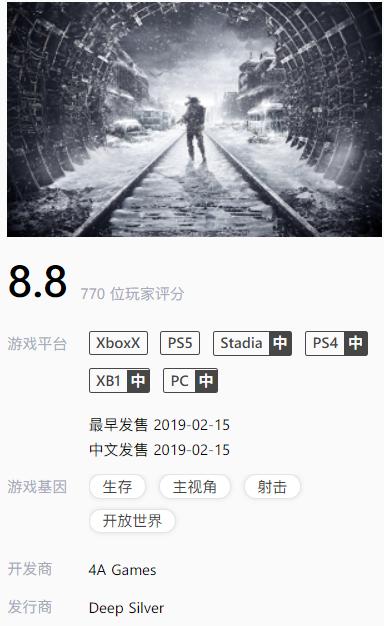 8.8 770 位玩家评分
游戏平台 XboxX PS5 Stadia 中 PS4 中
XB1 中 PC 中
最早发售 2019-02-15
中文发售 2019-02-15
游戏基因 生存 主视角 射击
开放世界
开发商 4A Games
发行商 Deep Silver